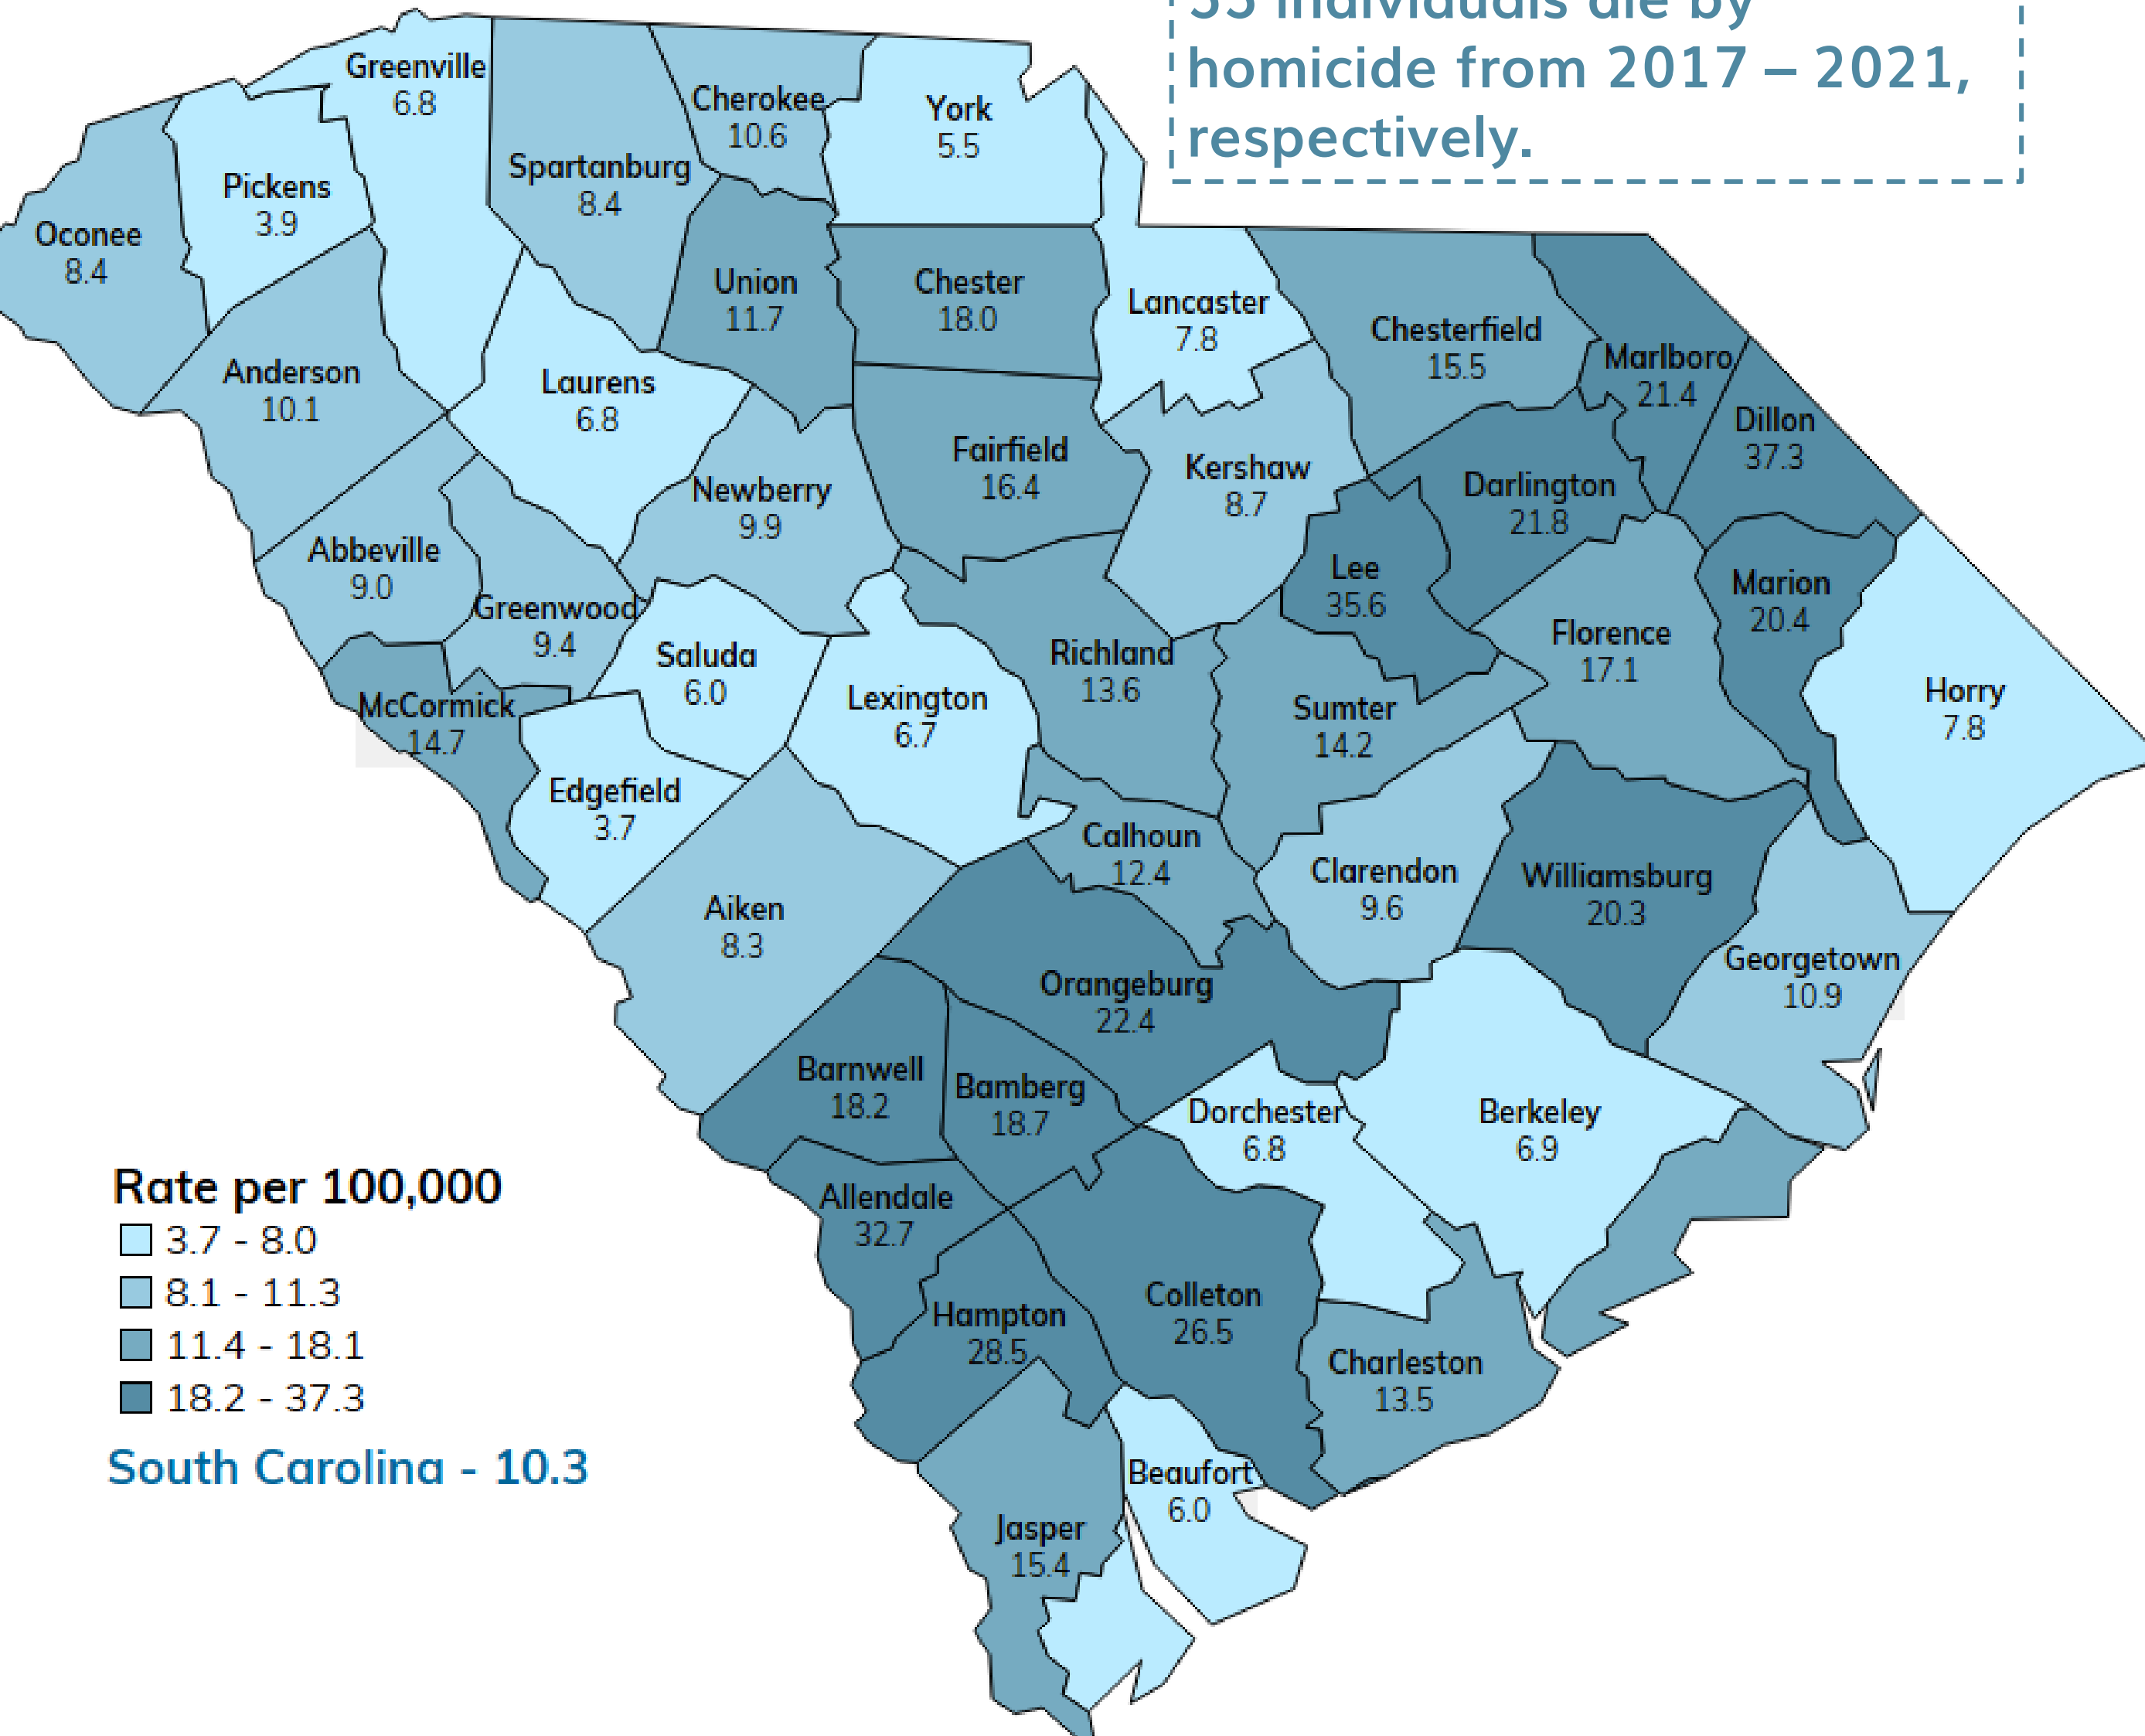 35 individuals die by
homicide from 2017 – 2021,
respectively.
Greenville
6.8
Cherokee
10.6
York
5.5
Spartanburg
8.4
Pickens
3.9
Oconee
8.4
Union
11.7
Chester
18.0
Lancaster
7.8
Chesterfield
15.5
Marlboro
21.4
Dillon
37.3
Anderson
10.1
Laurens
6.8
Fairfield
16.4
Kershaw
8.7
Darlington
21.8
Newberry
9.9
Abbeville
9.0
Lee
35.6
Marion
20.4
Greenwood
9.4
Florence
17.1
Saluda
6.0
Richland
13.6
Lexington
6.7
Horry
7.8
McCormick
14.7
Sumter
14.2
Edgefield
3.7
Calhoun
12.4
Clarendon
9.6
Williamsburg
20.3
Aiken
8.3
Georgetown
10.9
Orangeburg
22.4
Barnwell
18.2
Bamberg
18.7
Dorchester
6.8
Berkeley
6.9
Allendale
32.7
Colleton
26.5
Hampton
28.5
Charleston
13.5
Beaufort
6.0
Jasper
15.4
Rate per 100,000
3.7 - 8.0
8.1 - 11.3
11.4 - 18.1
18.2 - 37.3
South Carolina - 10.3